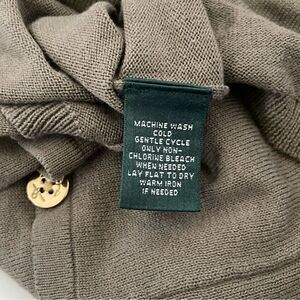 MACHINE WASH
COLD
GENTLE CYCLE
ONLY NON-
CHLORINE BLEACH
WHEN NEEDED
LAY FLAT TO DRY
WARM IRON
IF NEEDED